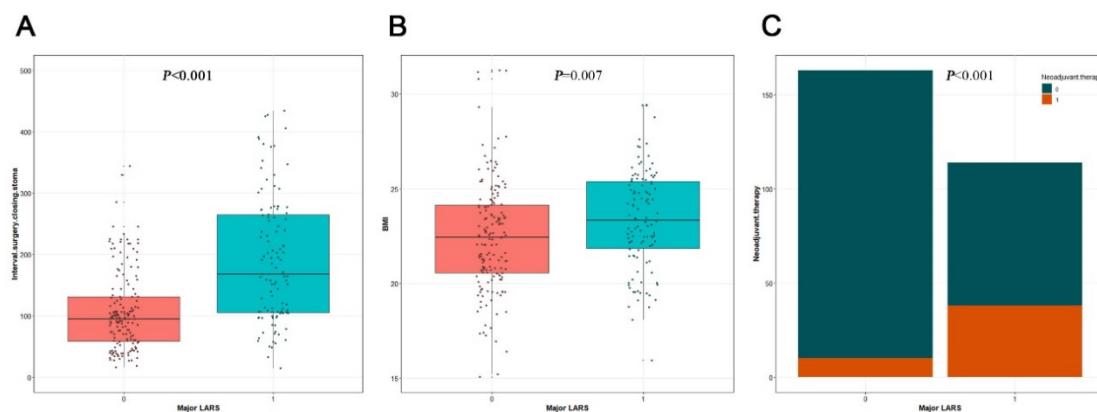 A
P<0.001
Interval.surgery.closing.stoma
500
400
300
200
100
0
0 1
Major LARS
B
P=0.007
BMI
30
25
20
15
0 1
Major LARS
C
P<0.001
Neoadjuvant.therap
0
1
Neoadjuvant.therapy
150
100
50
0
0 1
Major LARS